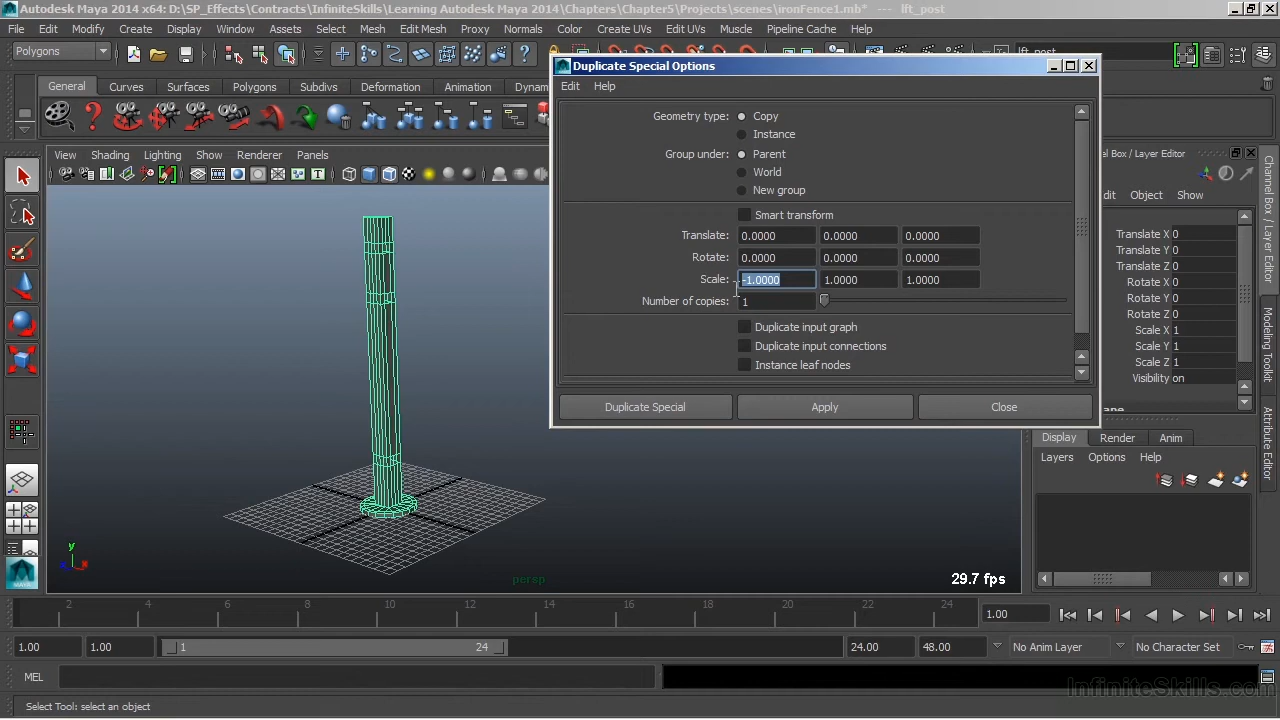 Autodesk Maya 2014 x64: D:\SP_Effects\Contracts\InfiniteSkills\Learning Autodesk Maya 2014\Chapters\Chapter5\Projects\scenes\ironFence1.mb* --- lft_post
File Edit Modify Create Display Window Assets Select Mesh Edit Mesh Proxy Normals Color Create UVs Edit UVs Muscle Pipeline Cache Help
Polygons
lft_post
General Curves Surfaces Polygons Subdivs Deformation Animation Dynam
Duplicate Special Options
Edit Help
Geometry type: Copy
Instance
Group under: Parent
World
New group
Smart transform
Translate: 0.0000 0.0000 0.0000
Rotate: 0.0000 0.0000 0.0000
Scale: -1.0000 1.0000 1.0000
Number of copies: 1
Duplicate input graph
Duplicate input connections
Instance leaf nodes
Duplicate Special Apply Close
View Shading Lighting Show Renderer Panels
el Box / Layer Editor
dit Object Show
Translate X 0
Translate Y 0
Translate Z 0
Rotate X 0
Rotate Y 0
Rotate Z 0
Scale X 1
Scale Y 1
Scale Z 1
Visibility on
Channel Box / Layer Editor
Modeling Toolkit
Attribute Editor
Display Render Anim
Layers Options Help
y
x
z
persp
29.7 fps
MAYA
2 4 6 8 10 12 14 16 18 20 22 24
1.00
1.00 1.00 1 24 24.00 48.00 No Anim Layer No Character Set
MEL
InfiniteSkills.com
Select Tool: select an object